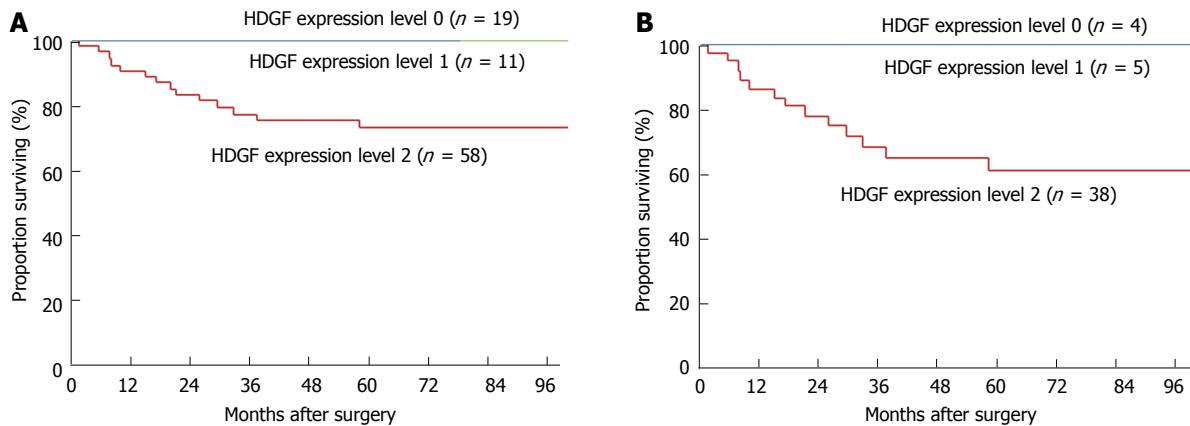 A
HDGF expression level 0 (n = 19)
HDGF expression level 1 (n = 11)
HDGF expression level 2 (n = 58)
Proportion surviving (%)
100
80
60
40
20
0
0 12 24 36 48 60 72 84 96
Months after surgery
B
HDGF expression level 0 (n = 4)
HDGF expression level 1 (n = 5)
HDGF expression level 2 (n = 38)
Proportion surviving (%)
100
80
60
40
20
0
0 12 24 36 48 60 72 84 96
Months after surgery